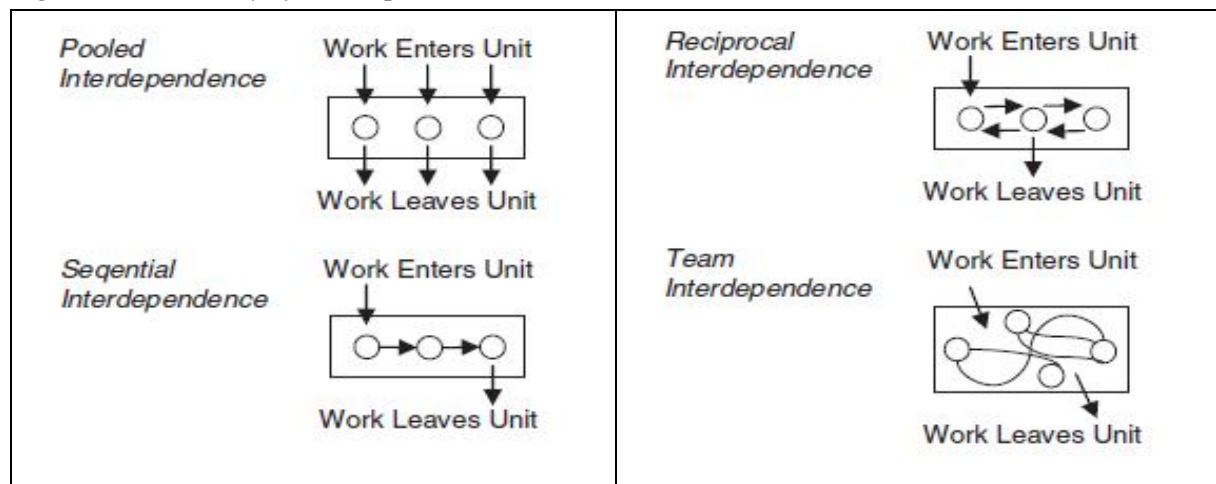 Pooled
Interdependence
Work Enters Unit
Work Leaves Unit
Seqential
Interdependence
Work Enters Unit
Work Leaves Unit
Reciprocal
Interdependence
Work Enters Unit
Work Leaves Unit
Team
Interdependence
Work Enters Unit
Work Leaves Unit